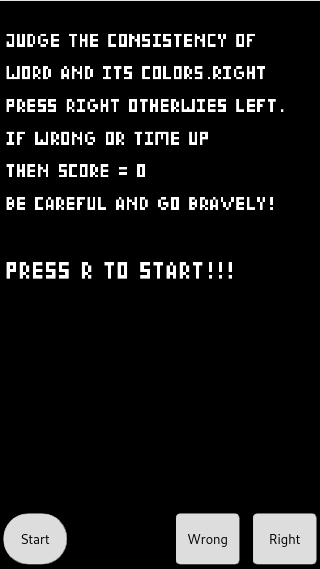 JUDGE THE CONSISTENCY OF
WORD AND ITS COLORS.RIGHT
PRESS RIGHT OTHERWIES LEFT.
IF WRONG OR TIME UP
THEN SCORE = 0
BE CAREFUL AND GO BRAVELY!
PRESS R TO START!!!
Start Wrong Right